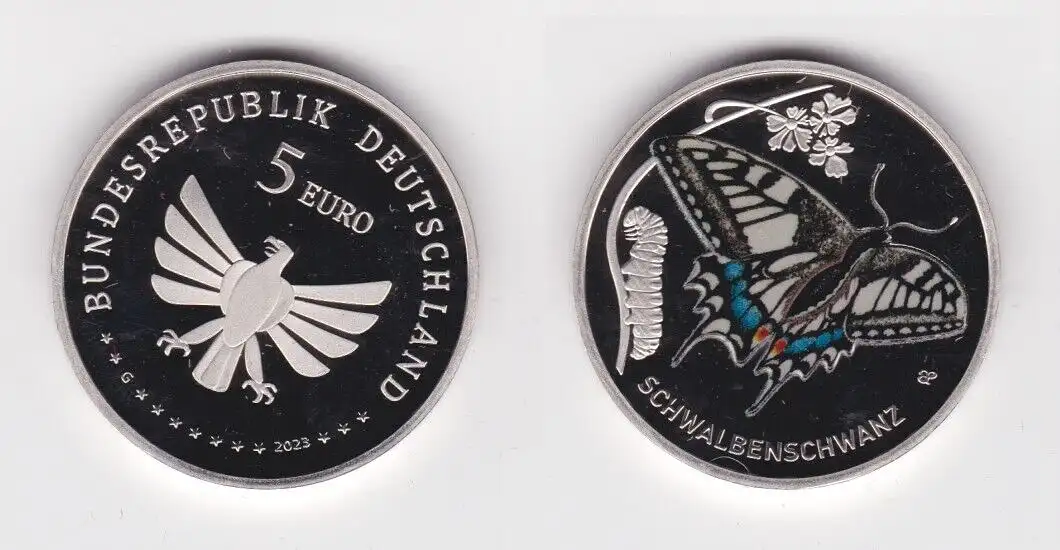 BUNDESREPUBLIK DEUTSCHLAND
5 EURO
G
2023
SCHWALBENSCHWANZ